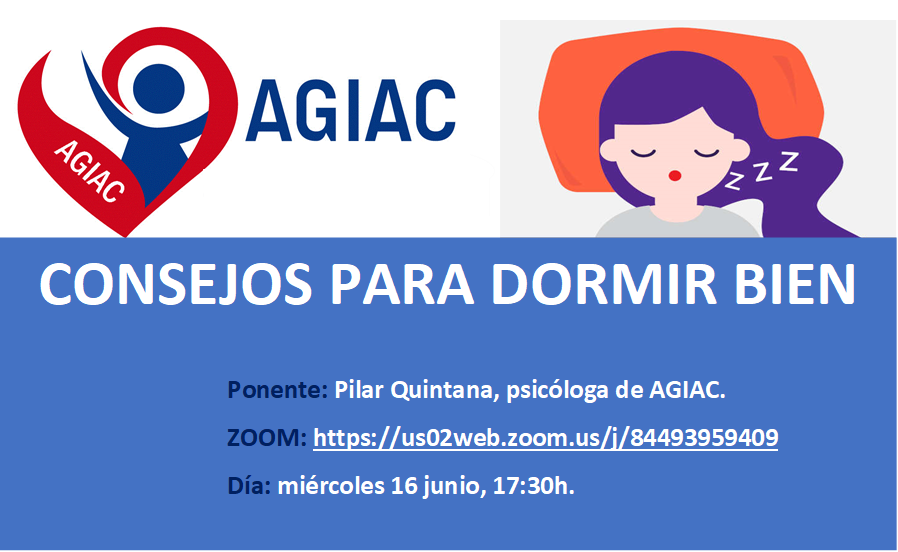 AGIAC
AGIAC
Z Z Z
CONSEJOS PARA DORMIR BIEN
Ponente: Pilar Quintana, psicóloga de AGIAC.
ZOOM: https://us02web.zoom.us/j/84493959409
Día: miércoles 16 junio, 17:30h.